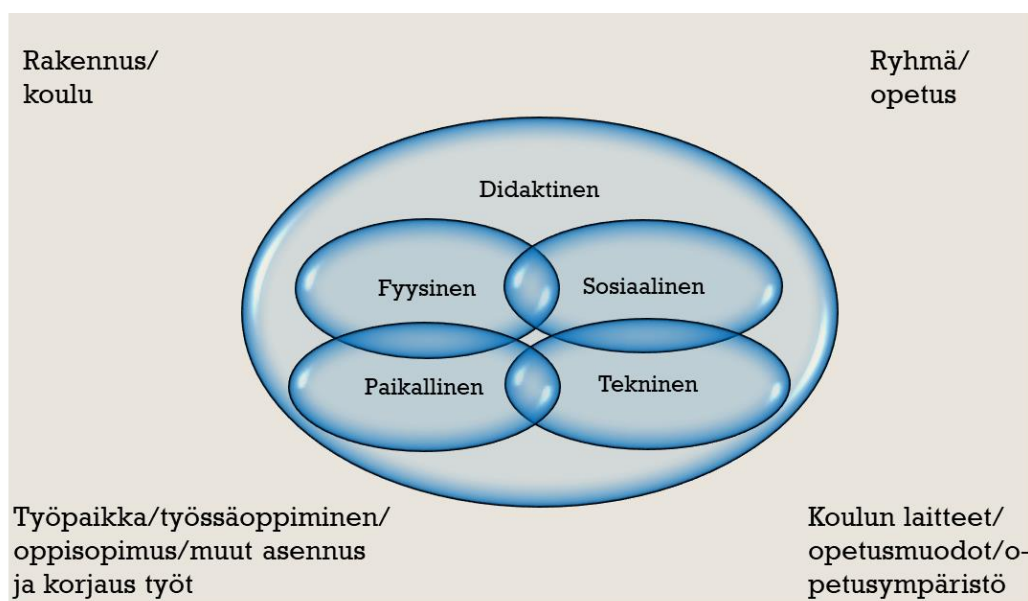 Rakennus/
koulu
Ryhmä/
opetus
Didaktinen
Fyysinen
Sosiaalinen
Paikallinen
Tekninen
Työpaikka/työssäoppiminen/
oppisopimus/muut asennus
ja korjaus työt
Koulun laitteet/
opetusmuodot/o-
petusympäristö